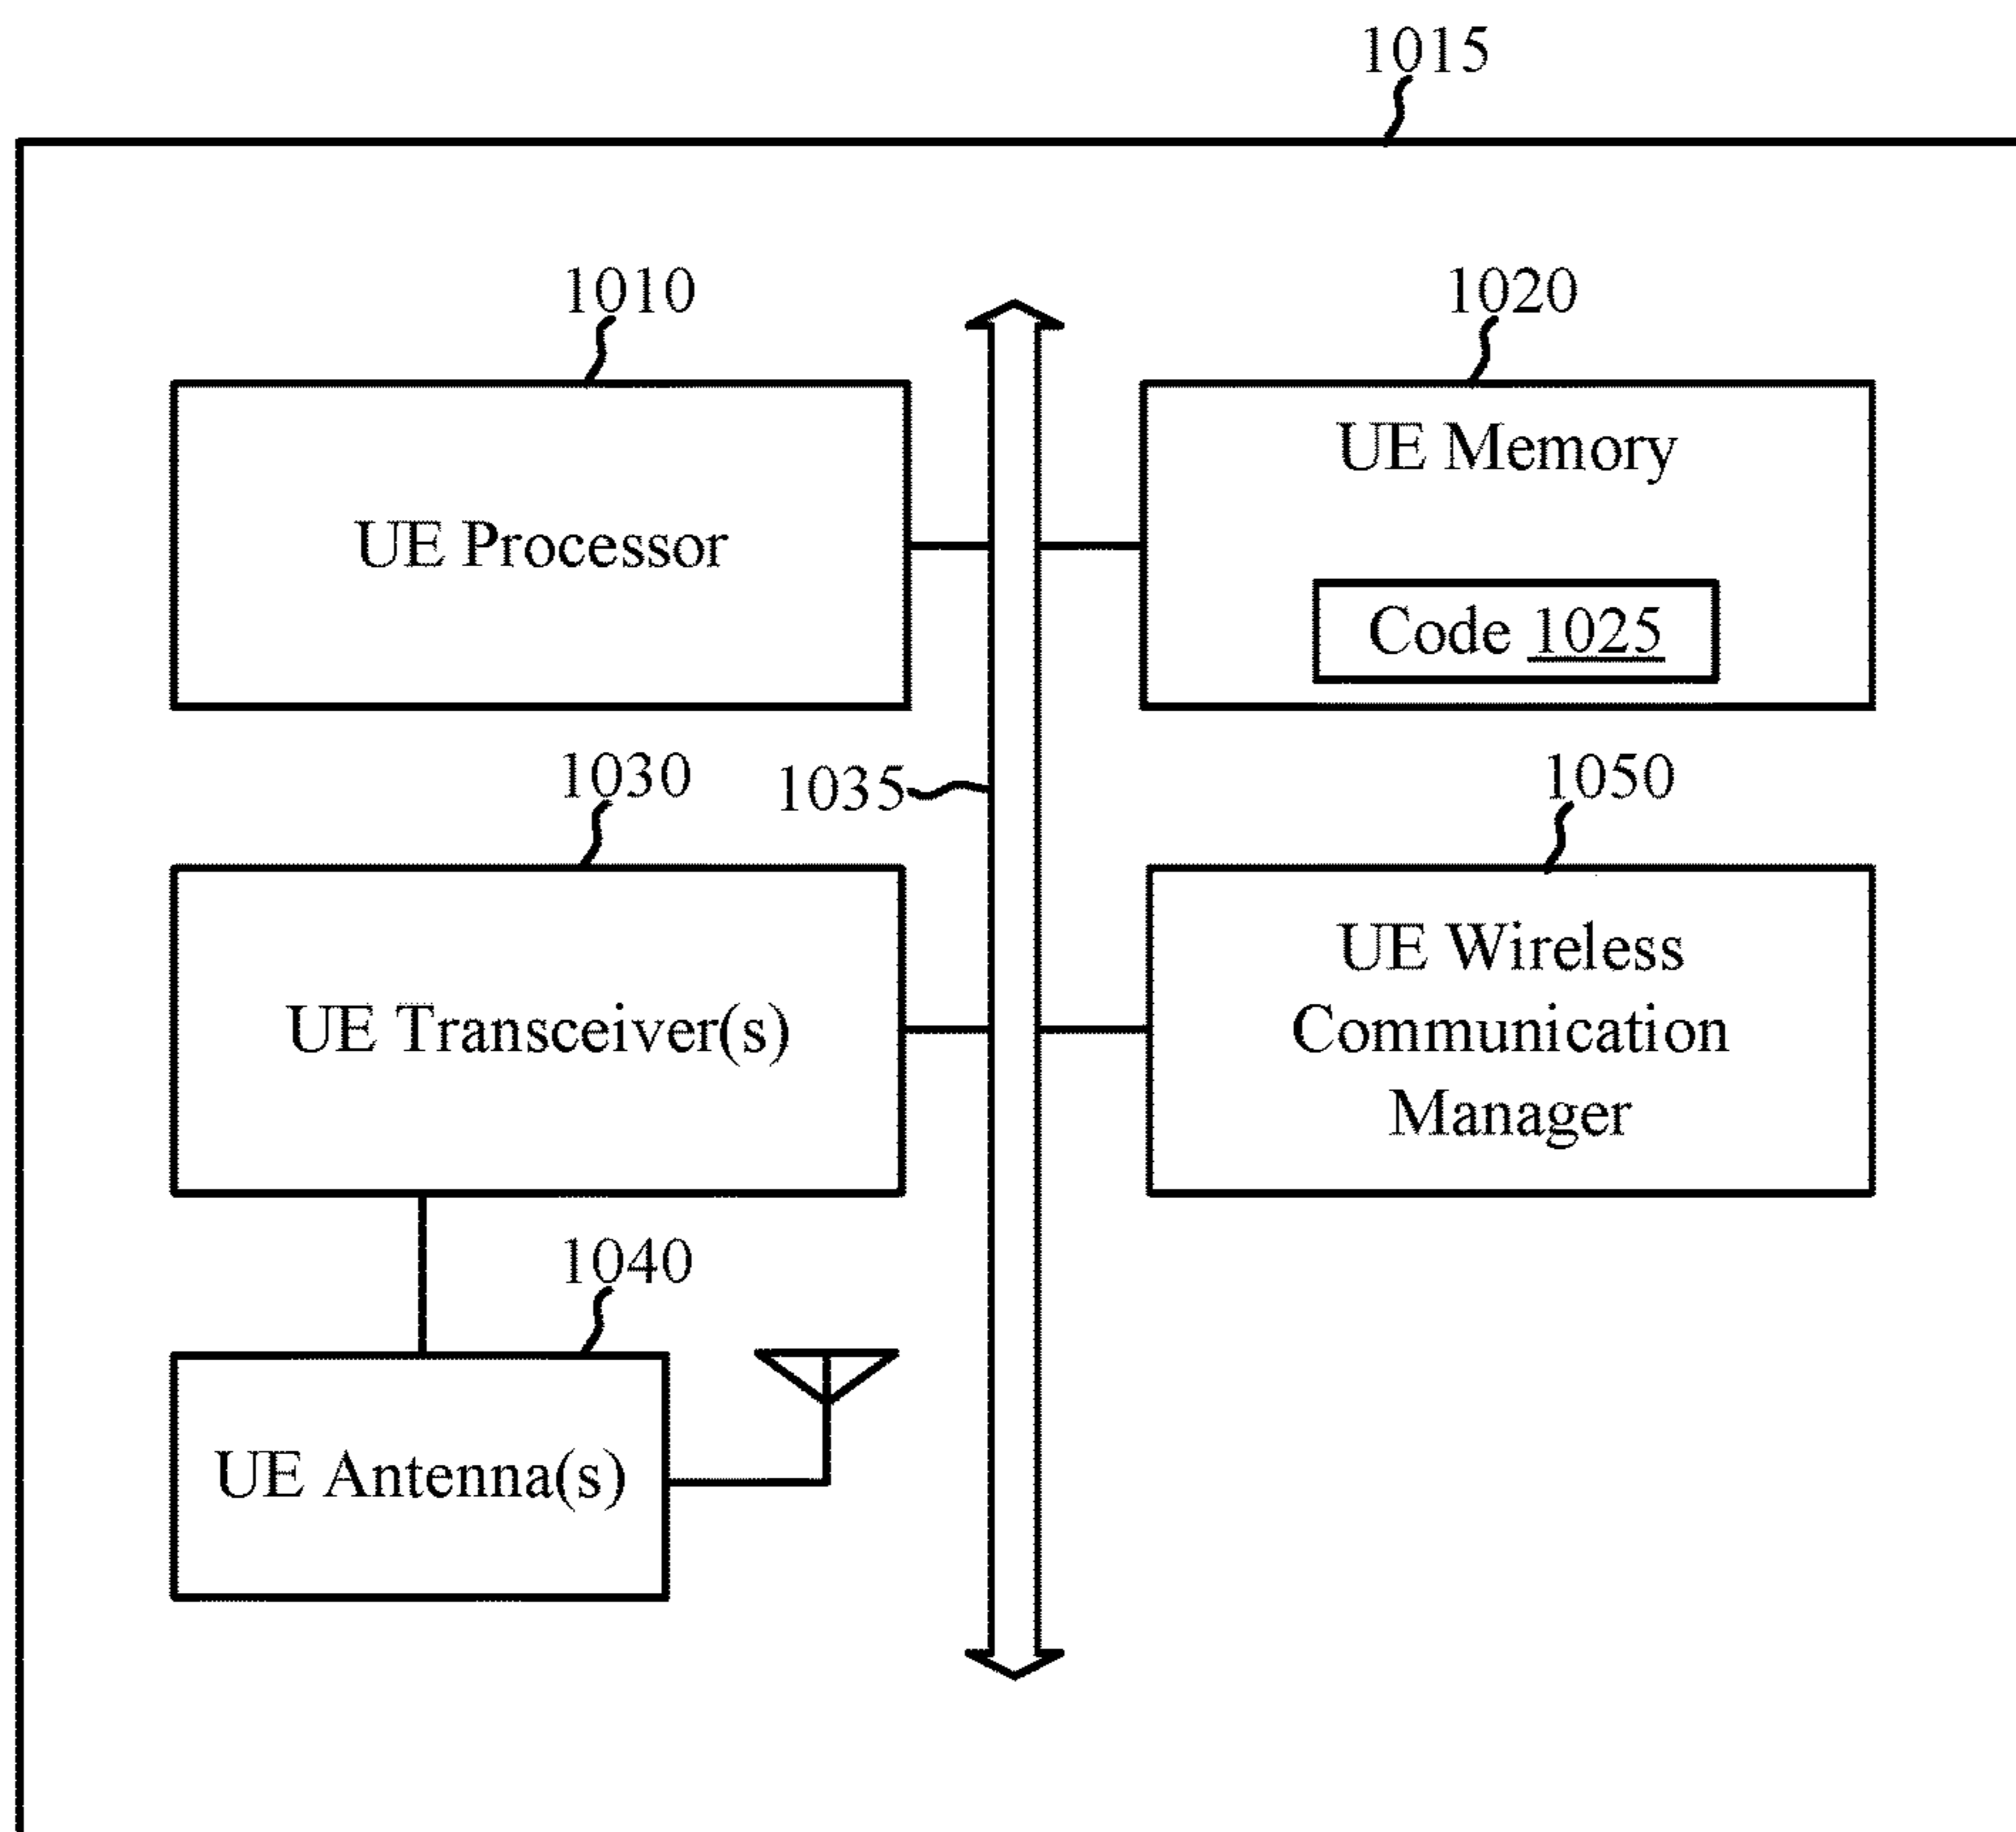 1015
1010
1020
UE Processor
UE Memory
Code 1025
1030
1035
1050
UE Transceiver(s)
UE Wireless
Communication
Manager
1040
UE Antenna(s)